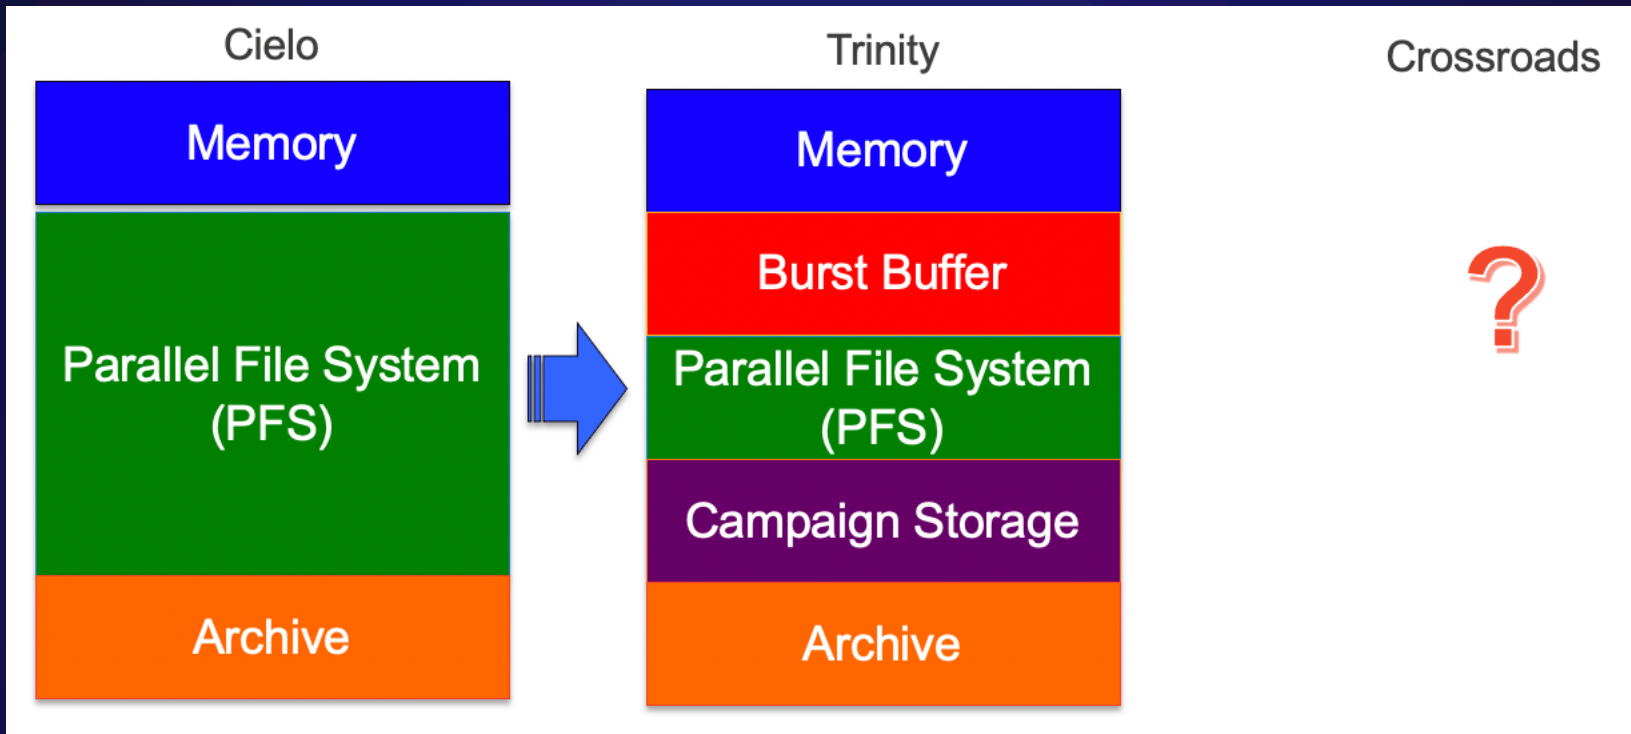 Cielo
Memory
Parallel File System
(PFS)
Archive
Trinity
Memory
Burst Buffer
Parallel File System
(PFS)
Campaign Storage
Archive
Crossroads
?